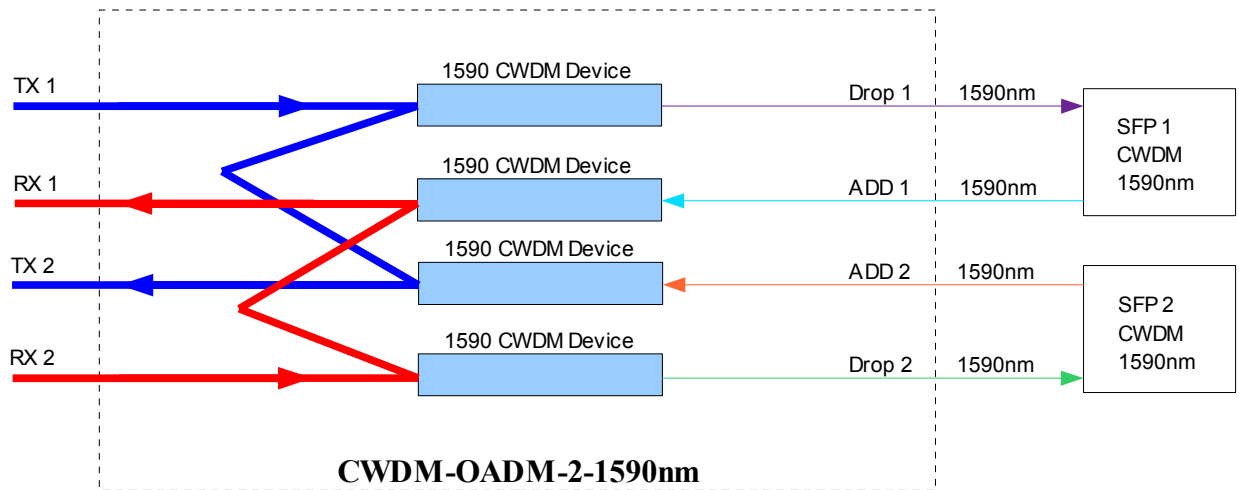 1590 CWDM Device
TX 1
Drop 1 1590nm
SFP 1
CWDM
1590nm
1590 CWDM Device
RX 1
ADD 1 1590nm
1590 CWDM Device
TX 2
ADD 2 1590nm
SFP 2
CWDM
1590nm
1590 CWDM Device
RX 2
Drop 2 1590nm
CWDM-OADM-2-1590nm